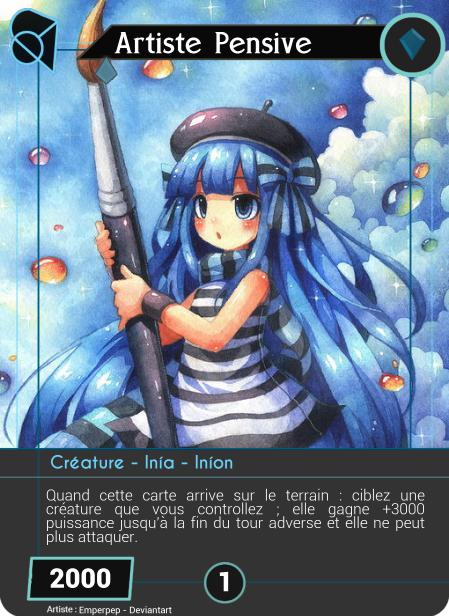 Artiste Pensive
Créature - Inía - Iníon
Quand cette carte arrive sur le terrain : ciblez une
créature que vous controllez ; elle gagne +3000
puissance jusqu'à la fin du tour adverse et elle ne peut
plus attaquer.
2000
1
Artiste : Emperpep - Deviantart